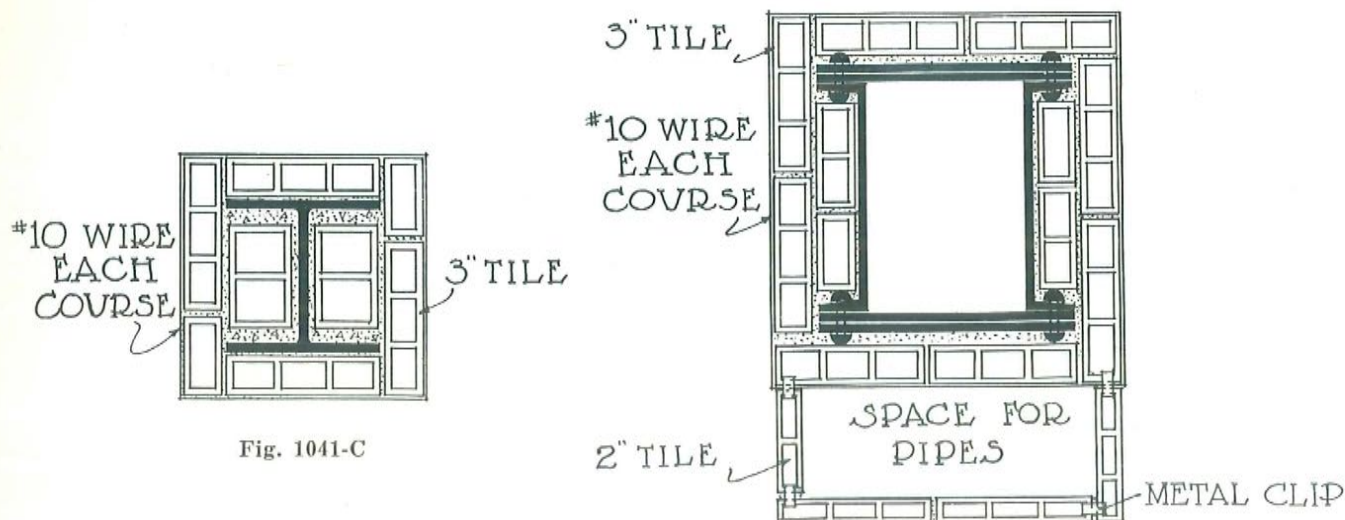 #10 WIRE
EACH
COURSE
3" TILE
Fig. 1041-C
3" TILE
#10 WIRE
EACH
COURSE
2" TILE
SPACE FOR
PIPES
METAL CLIP